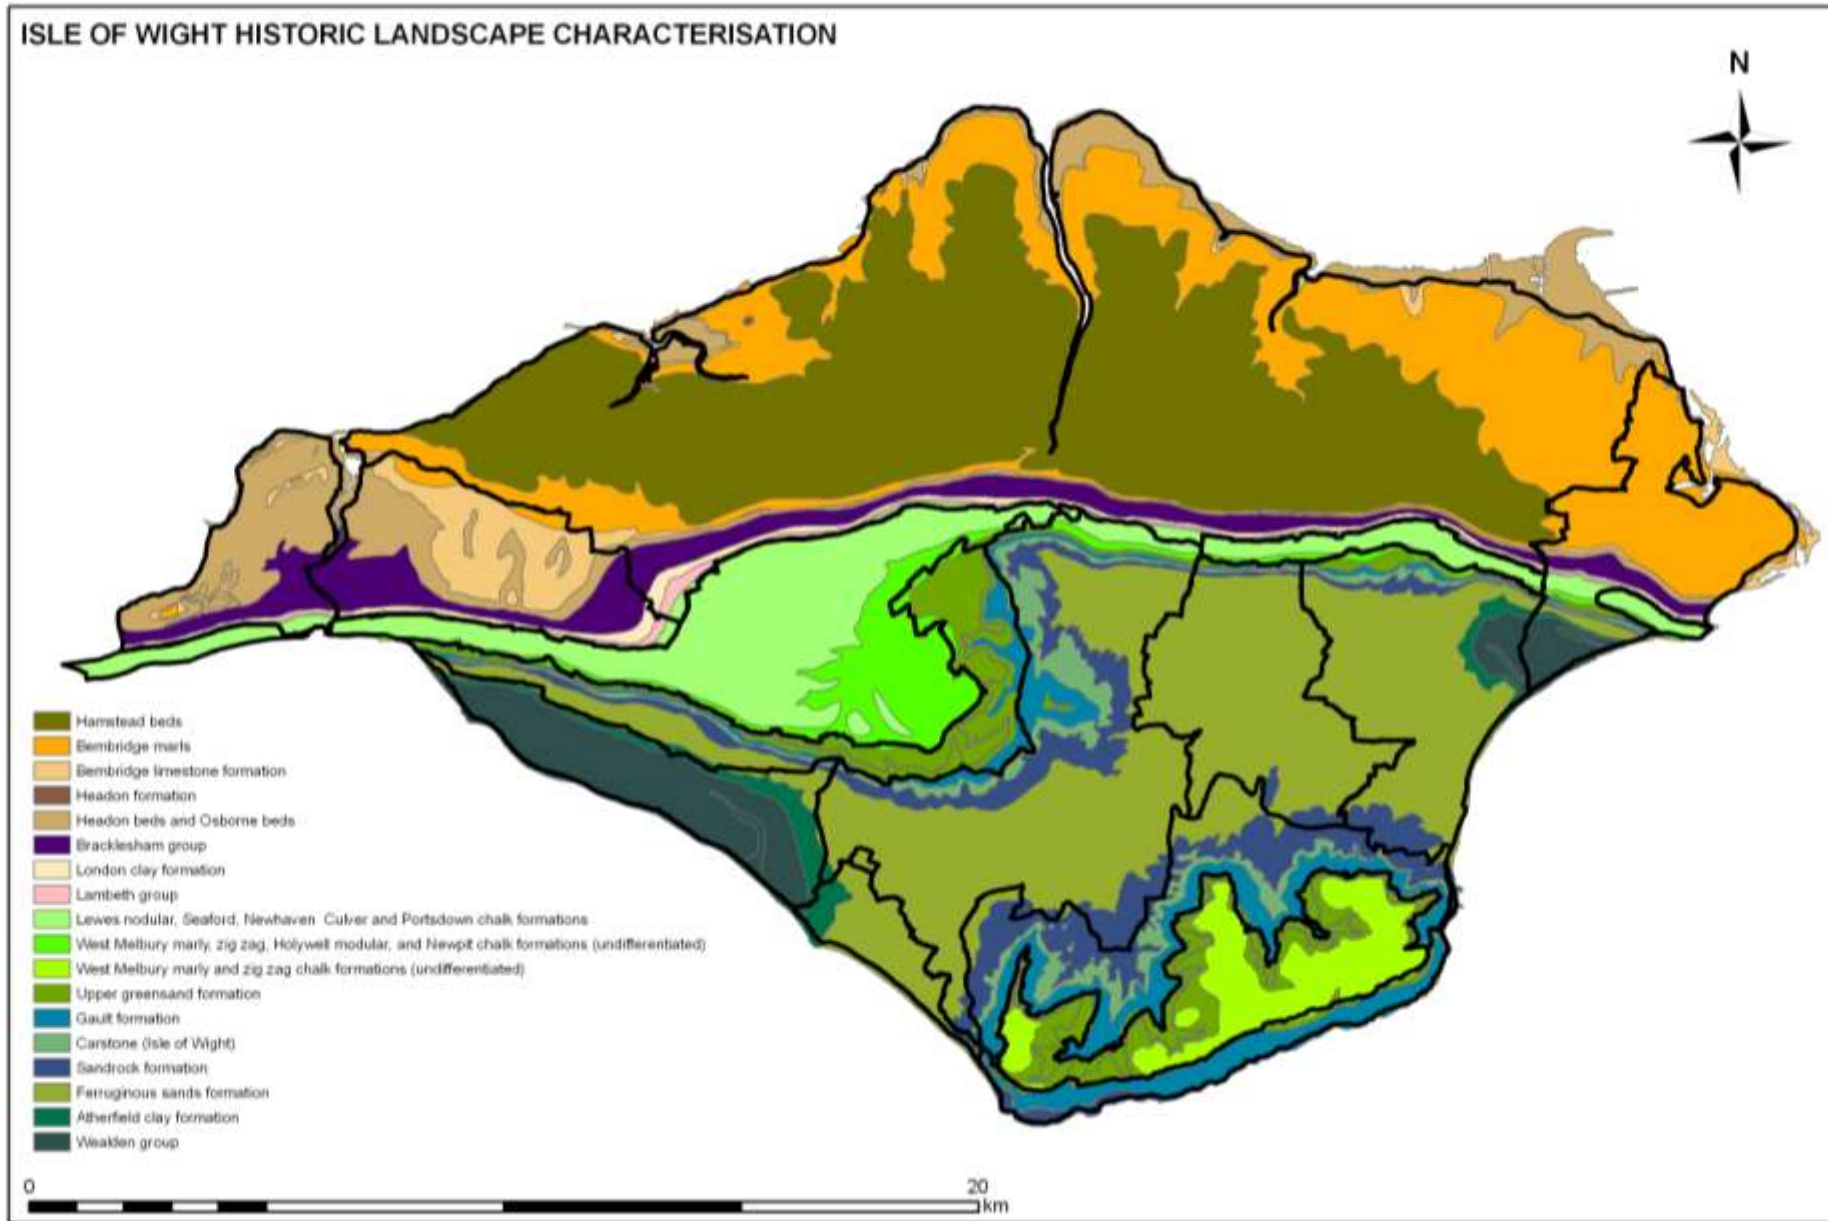 ISLE OF WIGHT HISTORIC LANDSCAPE CHARACTERISATION
N
Hamstead beds
Bembridge marls
Bembridge limestone formation
Headon formation
Headon beds and Osborne beds
Bracklesham group
London clay formation
Lambeth group
Lewes nodular, Seaford, Newhaven Culver and Portsdown chalk formations
West Melbury marly, zig zag, Holywell modular, and Newpit chalk formations (undifferentiated)
West Melbury marly and zig zag chalk formations (undifferentiated)
Upper greensand formation
Gault formation
Carstone (Isle of Wight)
Sandrock formation
Ferruginous sands formation
Atherfield clay formation
Wealden group
0 20
km